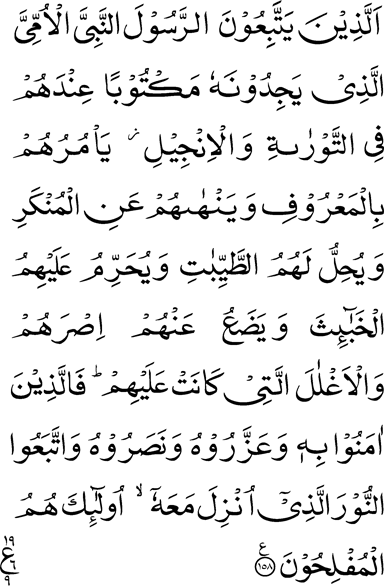 اَلَّذِيْنَ يَتَّبِعُوْنَ الرَّسُوْلَ النَّبِىَّ الْاُمِّىَّ
الَّذِىْ يَجِدُوْنَهٗ مَكْتُوْبًا عِنْدَهُمْ
فِى التَّوْرٰىةِ وَالْاِنْجِيْلِ ز يَاْمُرُهُمْ
بِالْمَعْرُوْفِ وَيَنْهٰىهُمْ عَنِ الْمُنْكَرِ
وَيُحِلُّ لَهُمُ الطَّيِّبٰتِ وَيُحَرِّمُ عَلَيْهِمُ
الْخَبٰٓئِثَ وَيَضَعُ عَنْهُمْ اِصْرَهُمْ
وَالْاَغْلٰلَ الَّتِىْ كَانَتْ عَلَيْهِمْ ؕ فَالَّذِيْنَ
اٰمَنُوْا بِهٖ وَعَزَّرُوْهُ وَنَصَرُوْهُ وَاتَّبَعُوا
النُّوْرَ الَّذِىْٓ اُنْزِلَ مَعَهٗٓ ۙ اُولٰٓئِكَ هُمُ
الْمُفْلِحُوْنَ ع ١٥٨ ١٩ ع ٦ ٩